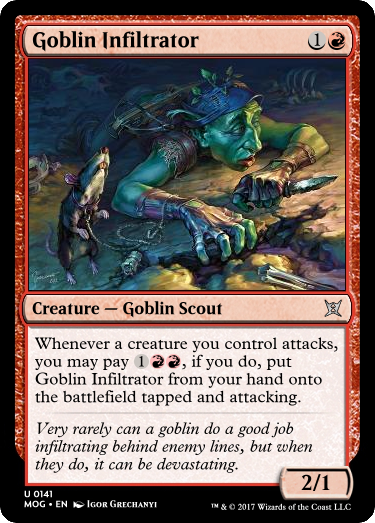 Goblin Infiltrator 1
Creature — Goblin Scout
Whenever a creature you control attacks,
you may pay 1, if you do, put
Goblin Infiltrator from your hand onto
the battlefield tapped and attacking.
Very rarely can a goblin do a good job
infiltrating behind enemy lines, but when
they do, it can be devastating.
2/1
U 0141
MOG • EN Igor Grechanyi
™ & © 2017 Wizards of the Coast LLC